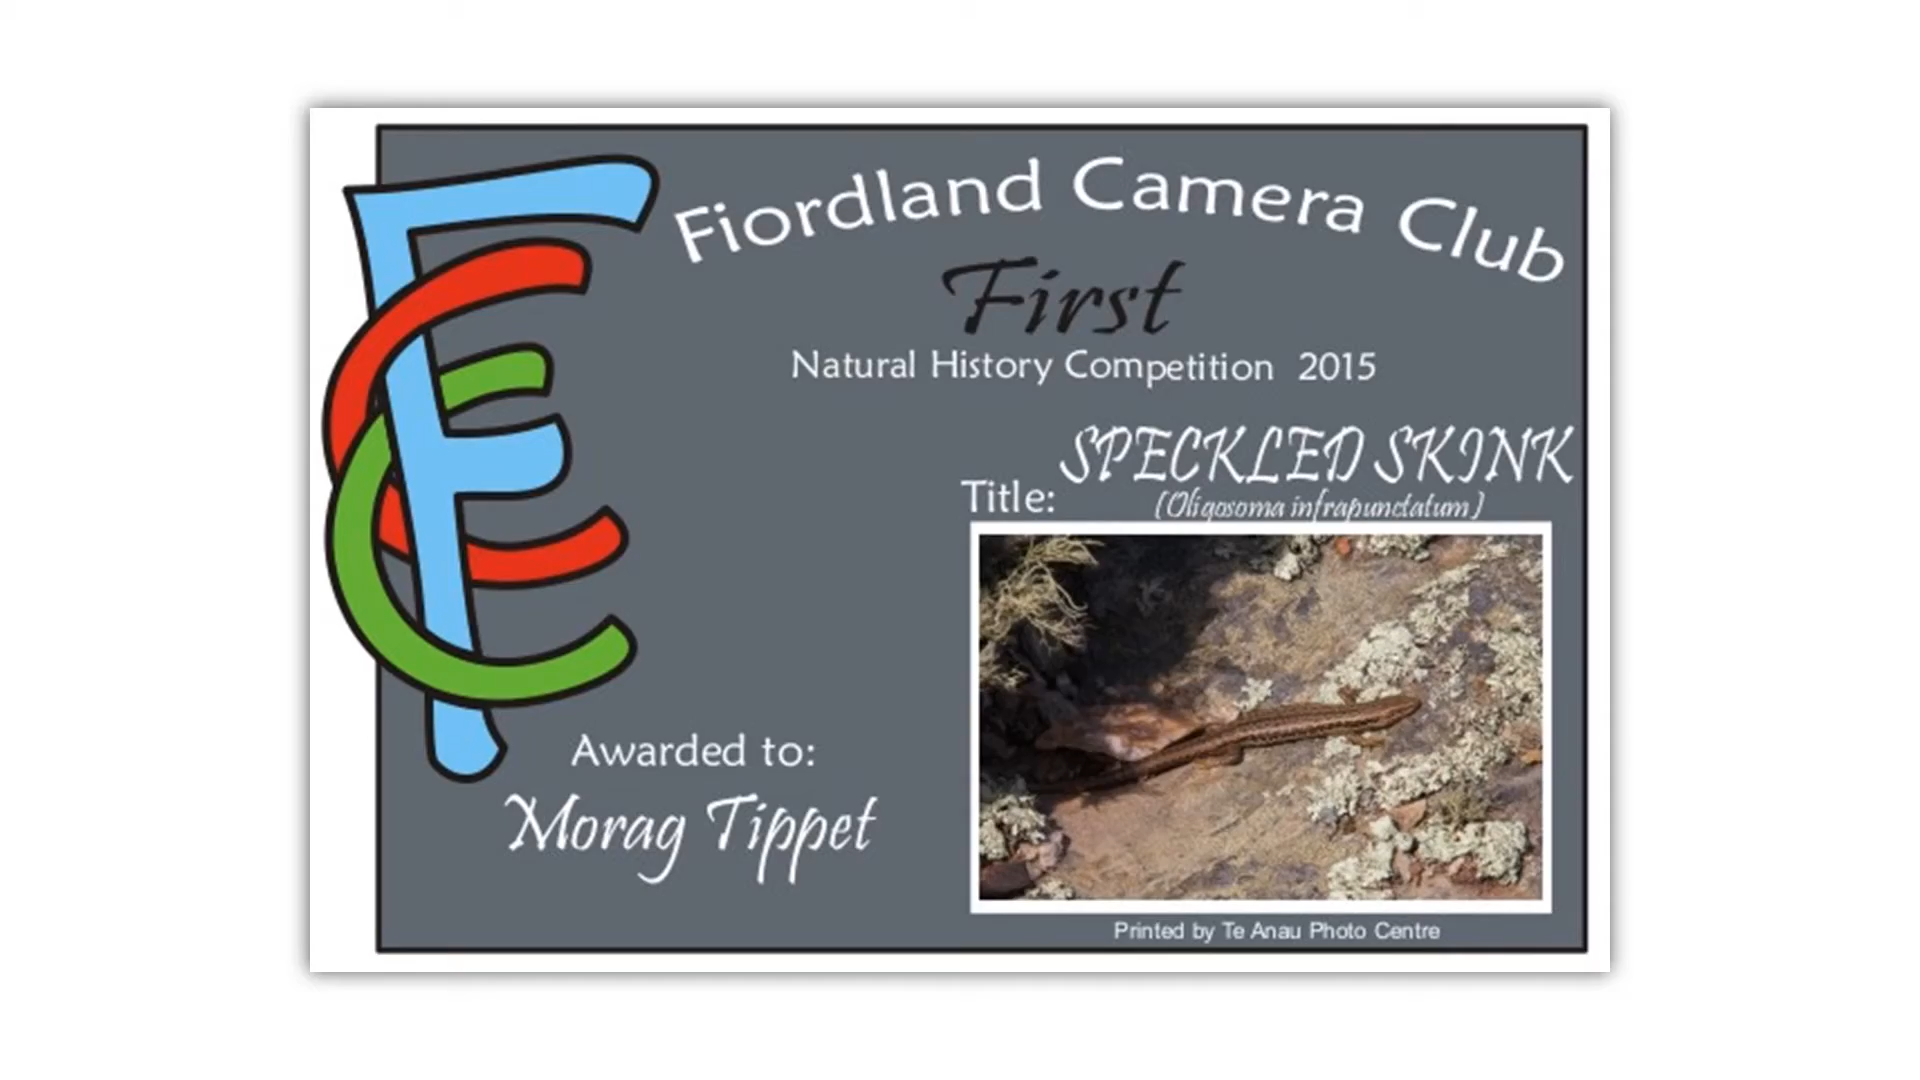 Fiordland Camera Club
First
Natural History Competition 2015
Title: SPECKLED SKINK
(Oligosoma infrapunctatum)
Awarded to:
Morag Tippet
Printed by Te Anau Photo Centre